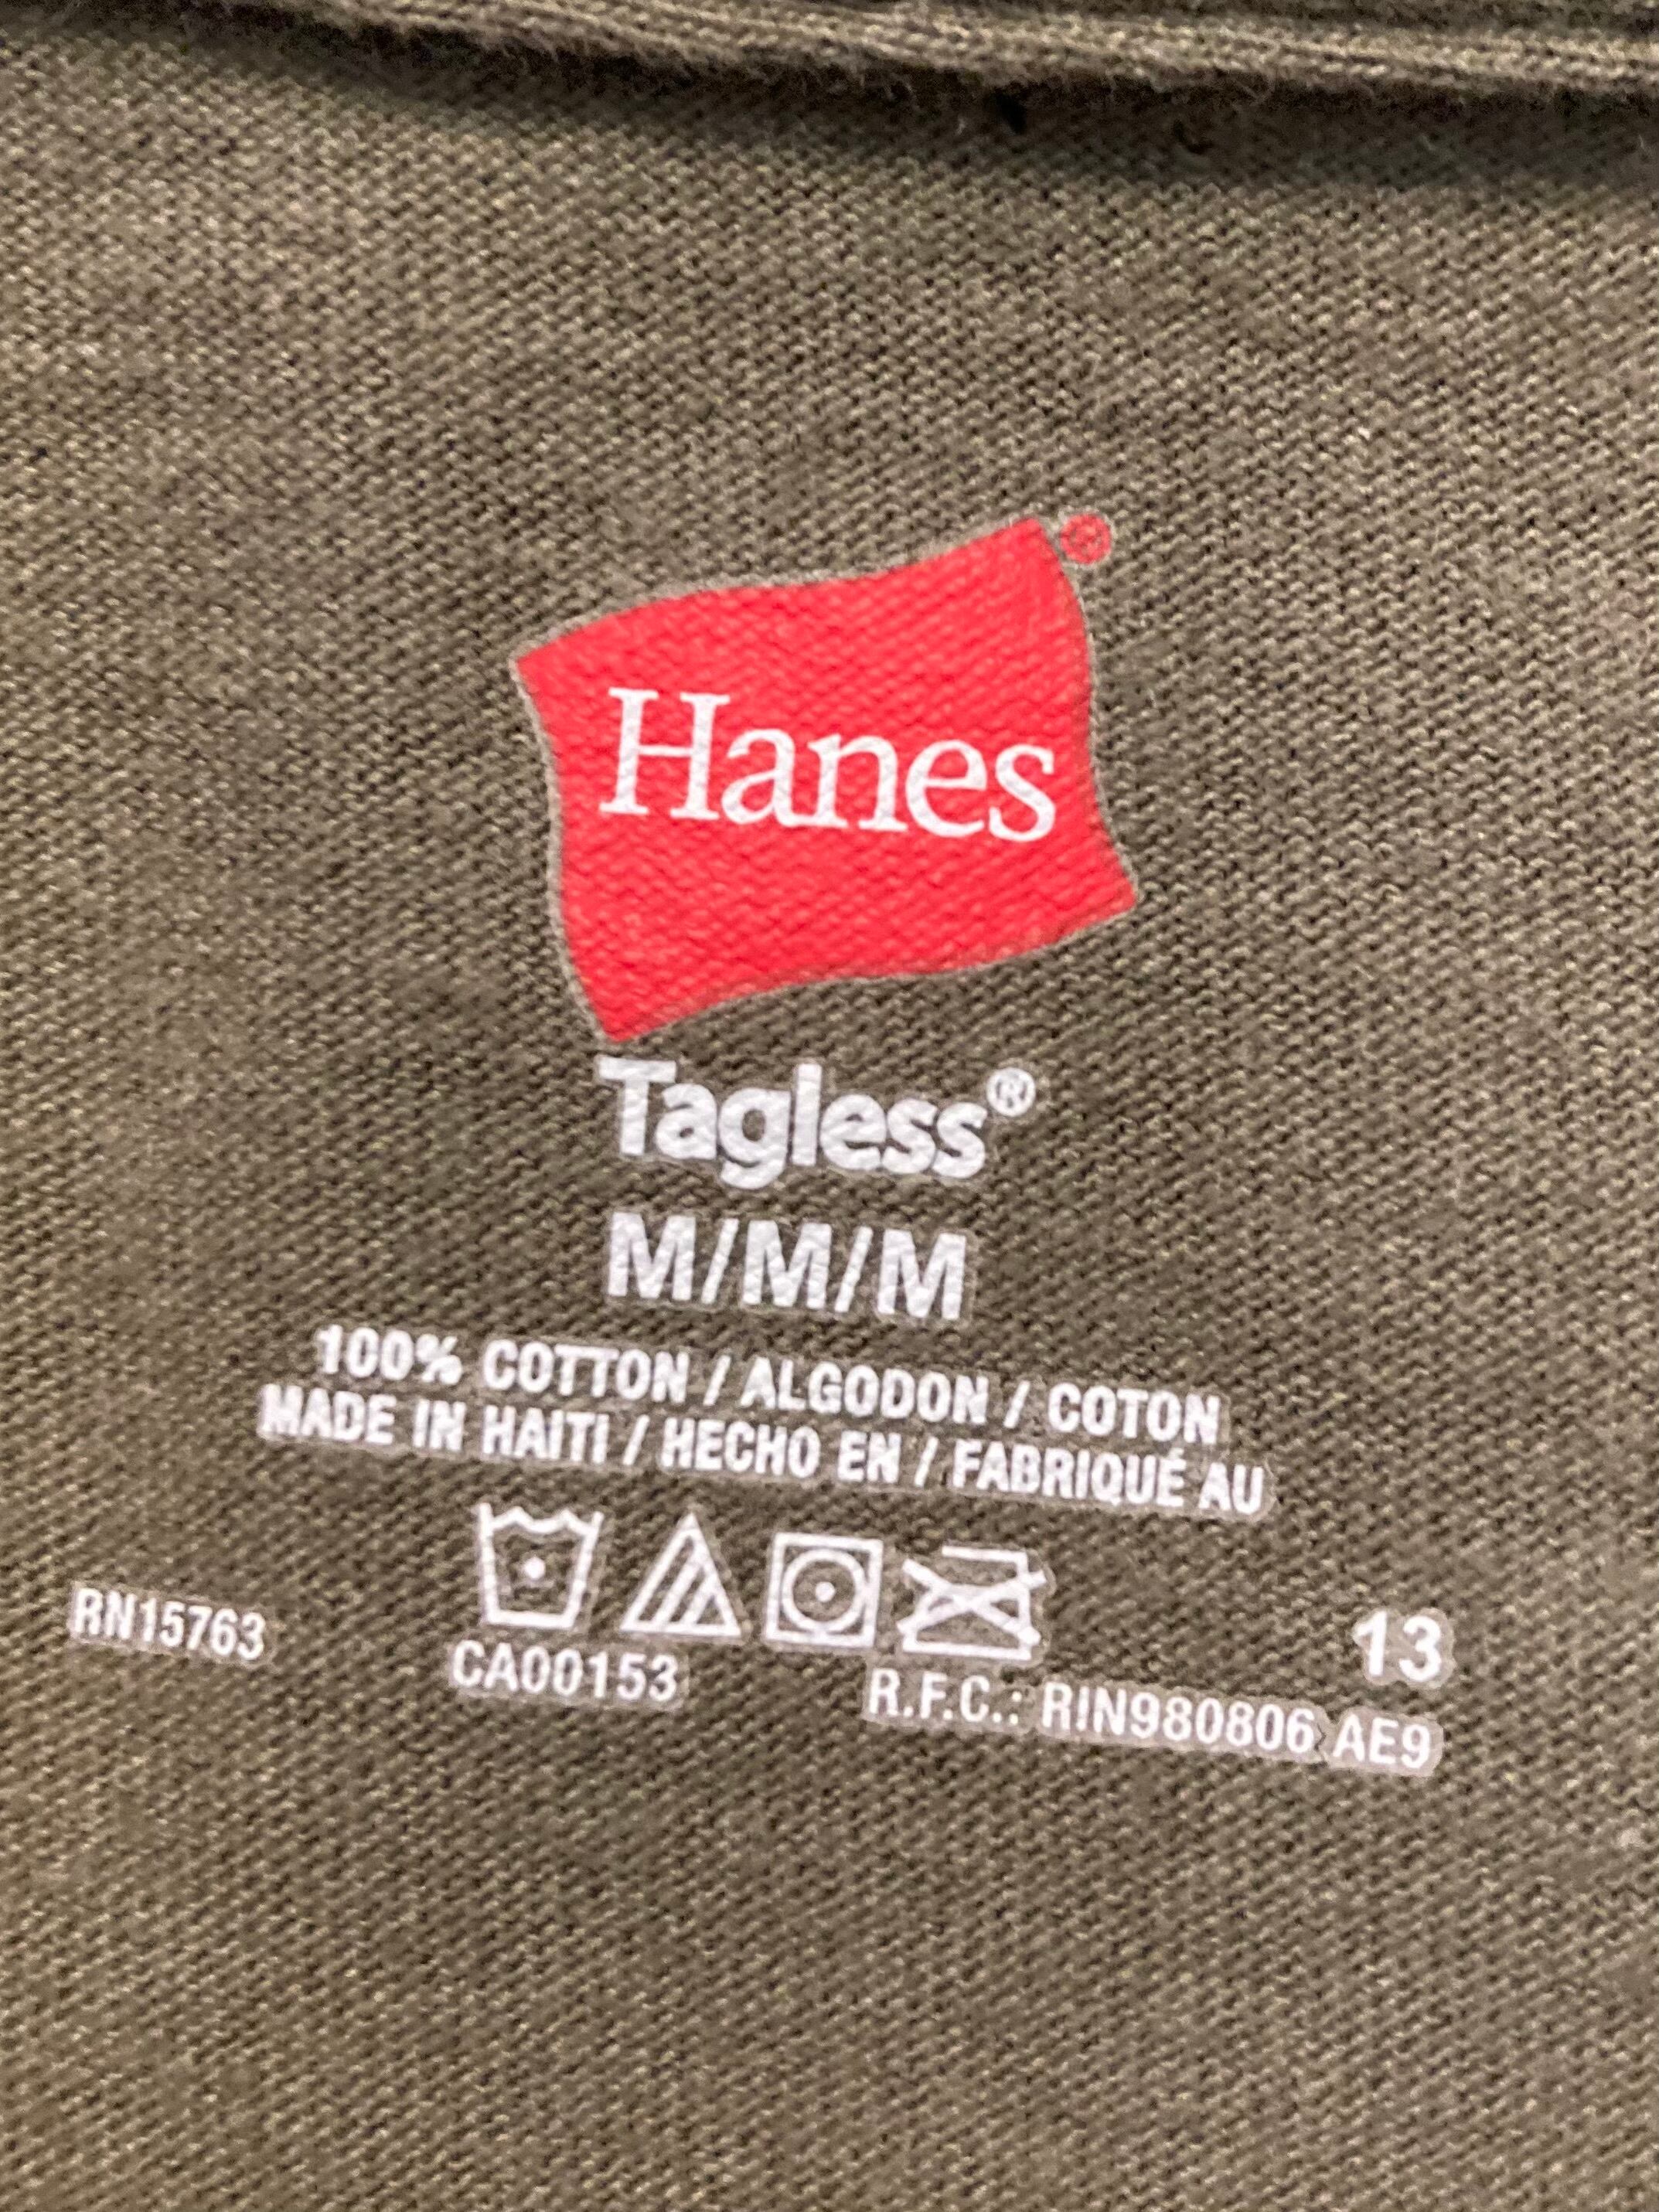 Hanes®
Tagless®
M/M/M
100% COTTON / ALGODON / COTON
MADE IN HAITI / HECHO EN / FABRIQUÉ AU
RN15763
CA00153
13
R.F.C.: RIN980806 AE9